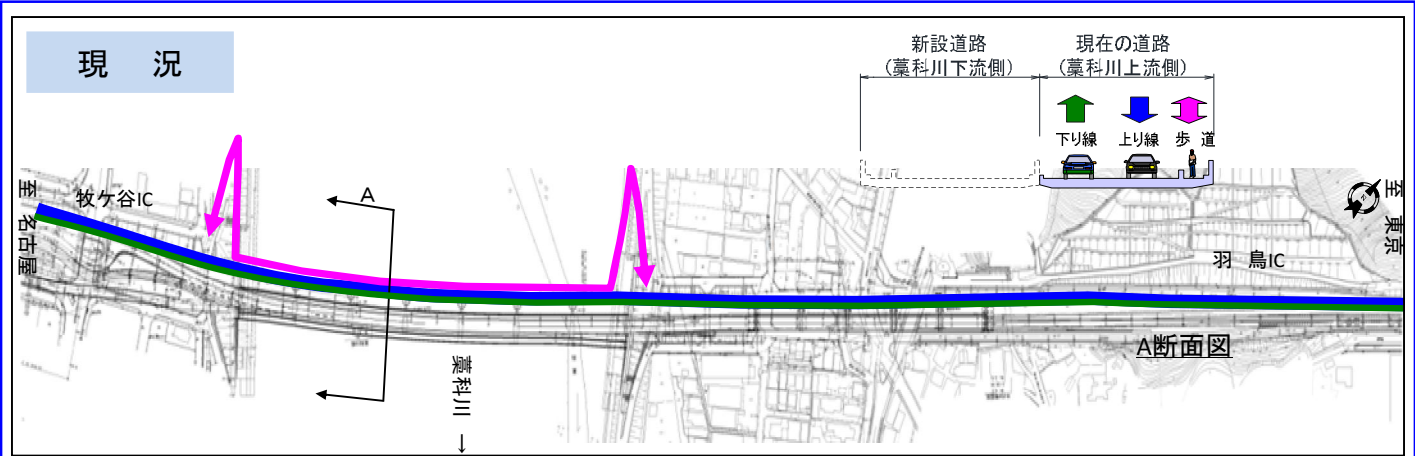 現 況
新設道路
(藁科川下流側)
現在の道路
(藁科川上流側)
下り線
上り線
歩 道
至 名古屋
牧ケ谷IC
A
至 東京
羽 鳥IC
A断面図
藁科川 →